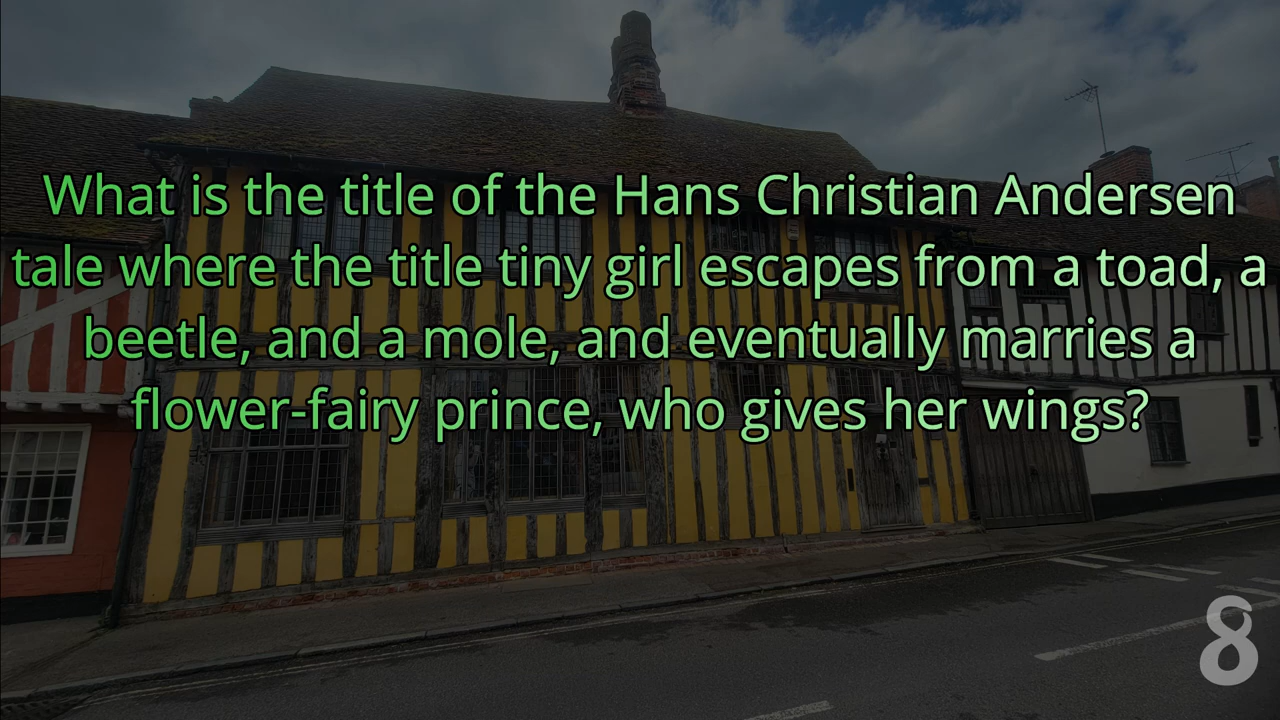 What is the title of the Hans Christian Andersen
tale where the title tiny girl escapes from a toad, a
beetle, and a mole, and eventually marries a
flower-fairy prince, who gives her wings?
8